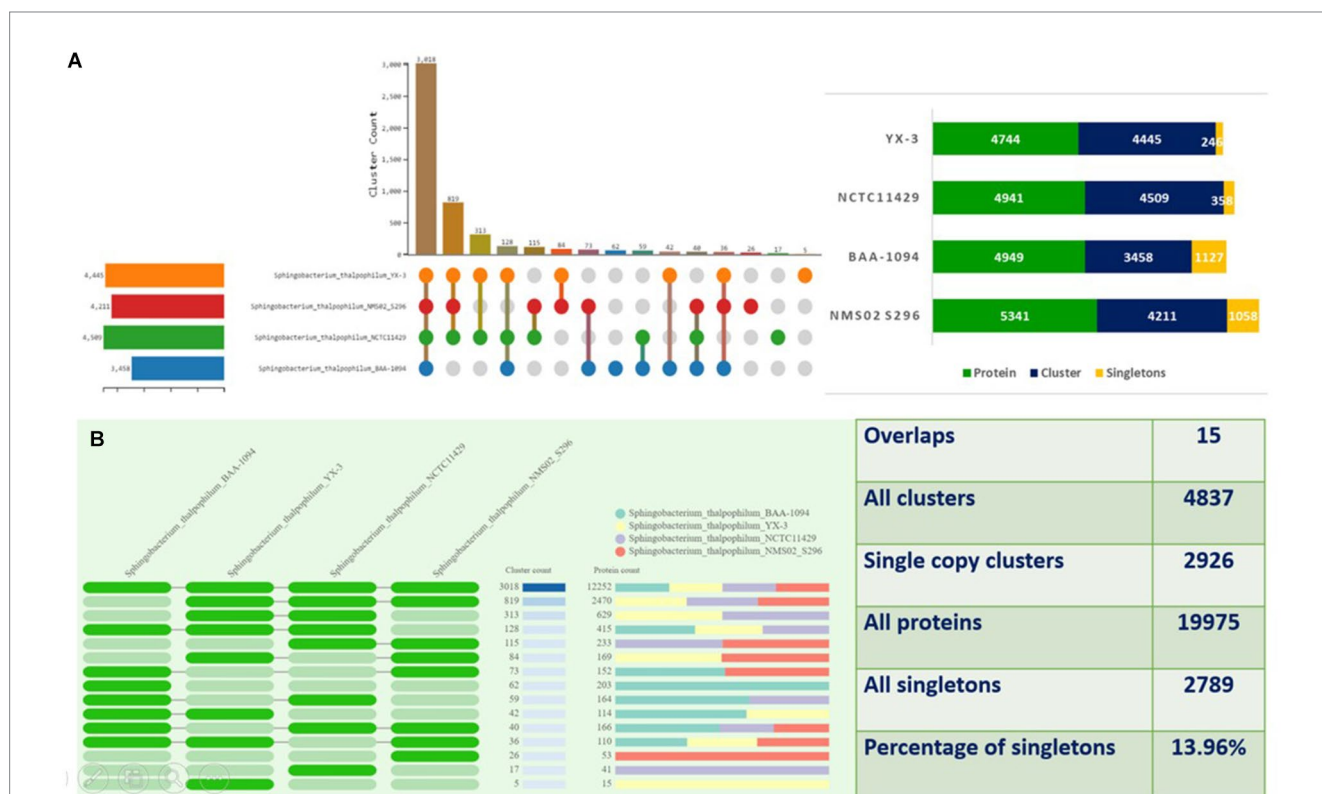 A
3,018
3,000
2,500
2,000
1,500
1,000
500
0
Cluster Count
819
313
128
115
84
73
62
59
42
40
36
26
17
5
4,445
4,211
4,509
3,458
Sphingobacterium_thalpophilum_YX-3
Sphingobacterium_thalpophilum_NMS02_S296
Sphingobacterium_thalpophilum_NCTC11429
Sphingobacterium_thalpophilum_BAA-1094
YX-3 4744 4445 246
NCTC11429 4941 4509 358
BAA-1094 4949 3458 1127
NMS02 S296 5341 4211 1058
Protein Cluster Singletons
B
Sphingobacterium_thalpophilum_BAA-1094
Sphingobacterium_thalpophilum_YX-3
Sphingobacterium_thalpophilum_NCTC11429
Sphingobacterium_thalpophilum_NMS02_S296
Sphingobacterium_thalpophilum_BAA-1094
Sphingobacterium_thalpophilum_YX-3
Sphingobacterium_thalpophilum_NCTC11429
Sphingobacterium_thalpophilum_NMS02_S296
Cluster count Protein count
3018 12252
819 2470
313 629
128 415
115 233
84 169
73 152
62 203
59 164
42 114
40 166
36 110
26 53
17 41
5 15
Overlaps 15
All clusters 4837
Single copy clusters 2926
All proteins 19975
All singletons 2789
Percentage of singletons 13.96%